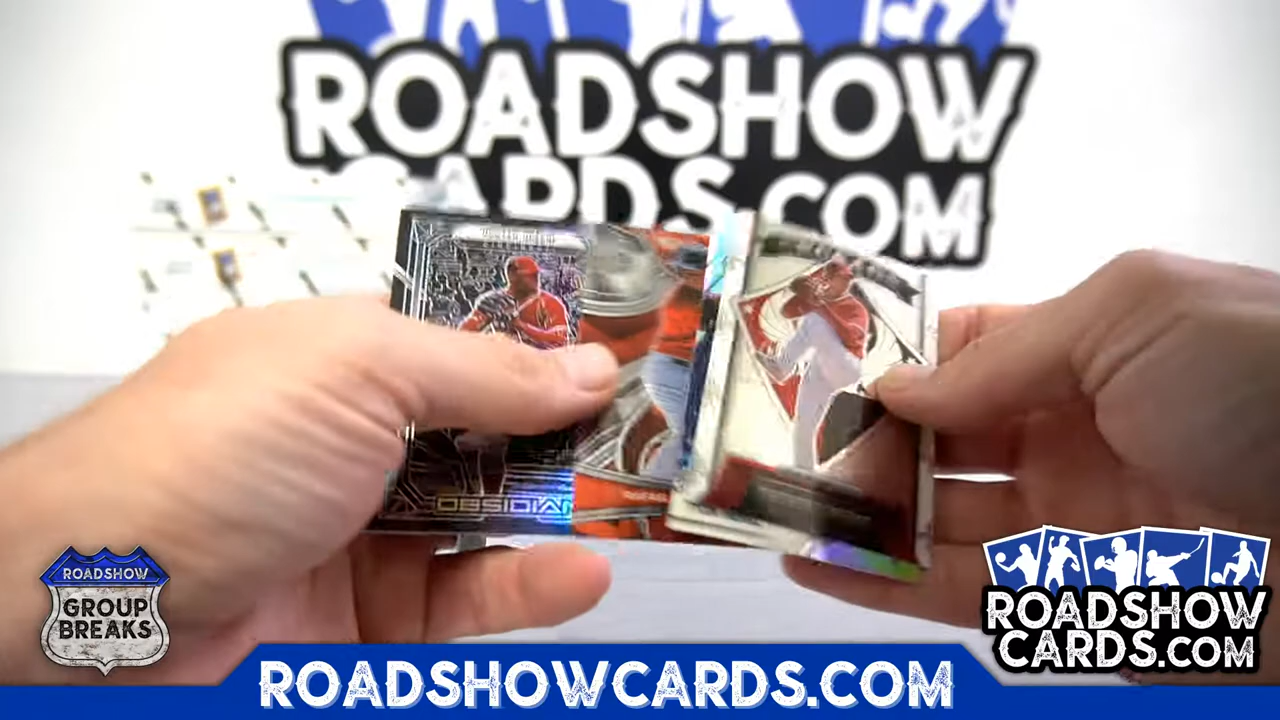 ROADSHOW
CARDS.COM
OBSIDIAN
ROADSHOW
GROUP
BREAKS
ROADSHOW
CARDS.COM
ROADSHOWCARDS.COM